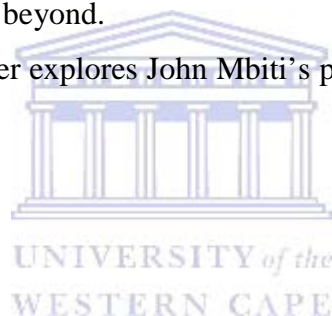 beyond.
er explores John Mbiti's p
UNIVERSITY of the
WESTERN CAPE